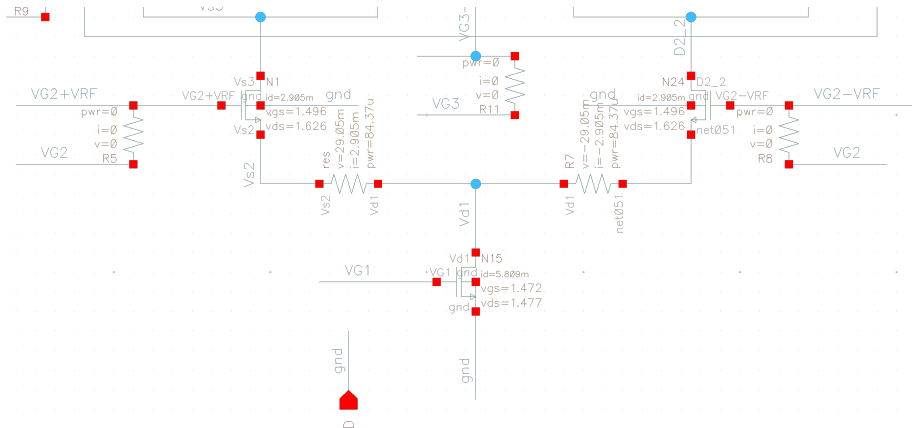 R9
VG3-
D2_2
pwr=0
i=0
v=0
R11
VG3
Vs3
N1
VG2+VRF
VG2+VRF
gnd
id=2.905m
vgs=1.496
vds=1.626
gnd
Vs2
pwr=0
i=0
v=0
R5
VG2
N24
D2_2
gnd
id=2.905m
vgs=1.496
vds=1.626
gnd
VG2-VRF
net051
VG2-VRF
pwr=0
i=0
v=0
R8
VG2
Vs2
res
v=29.05m
i=2.905m
pwr=84.37u
Vs2
Vd1
R7
v=-29.05m
i=-2.905m
pwr=84.37u
Vd1
net051
Vd1
VG1
Vd1
N15
VG1
gnd
id=5.809m
vgs=1.472
vds=1.477
gnd
gnd
gnd